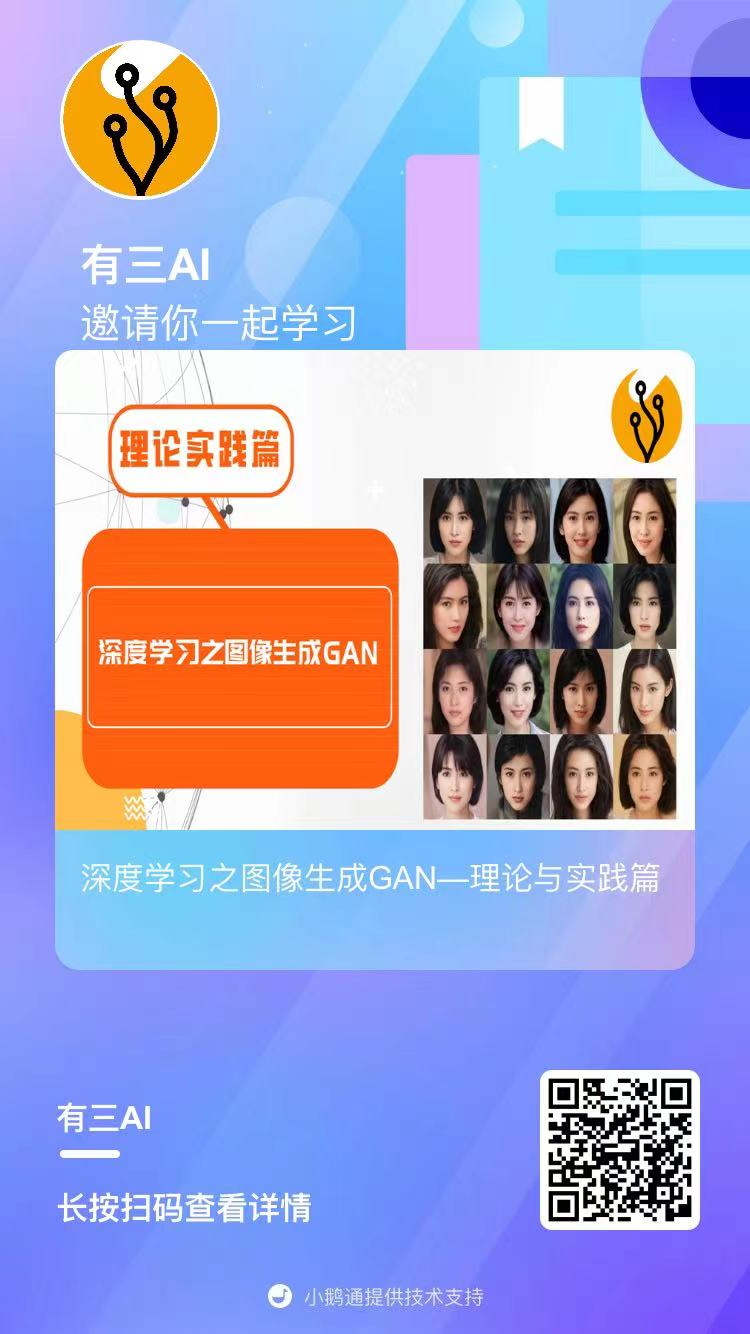 有三AI
邀请你一起学习
理论实践篇
深度学习之图像生成GAN
深度学习之图像生成GAN—理论与实践篇
有三AI
长按扫码查看详情
小鹅通提供技术支持